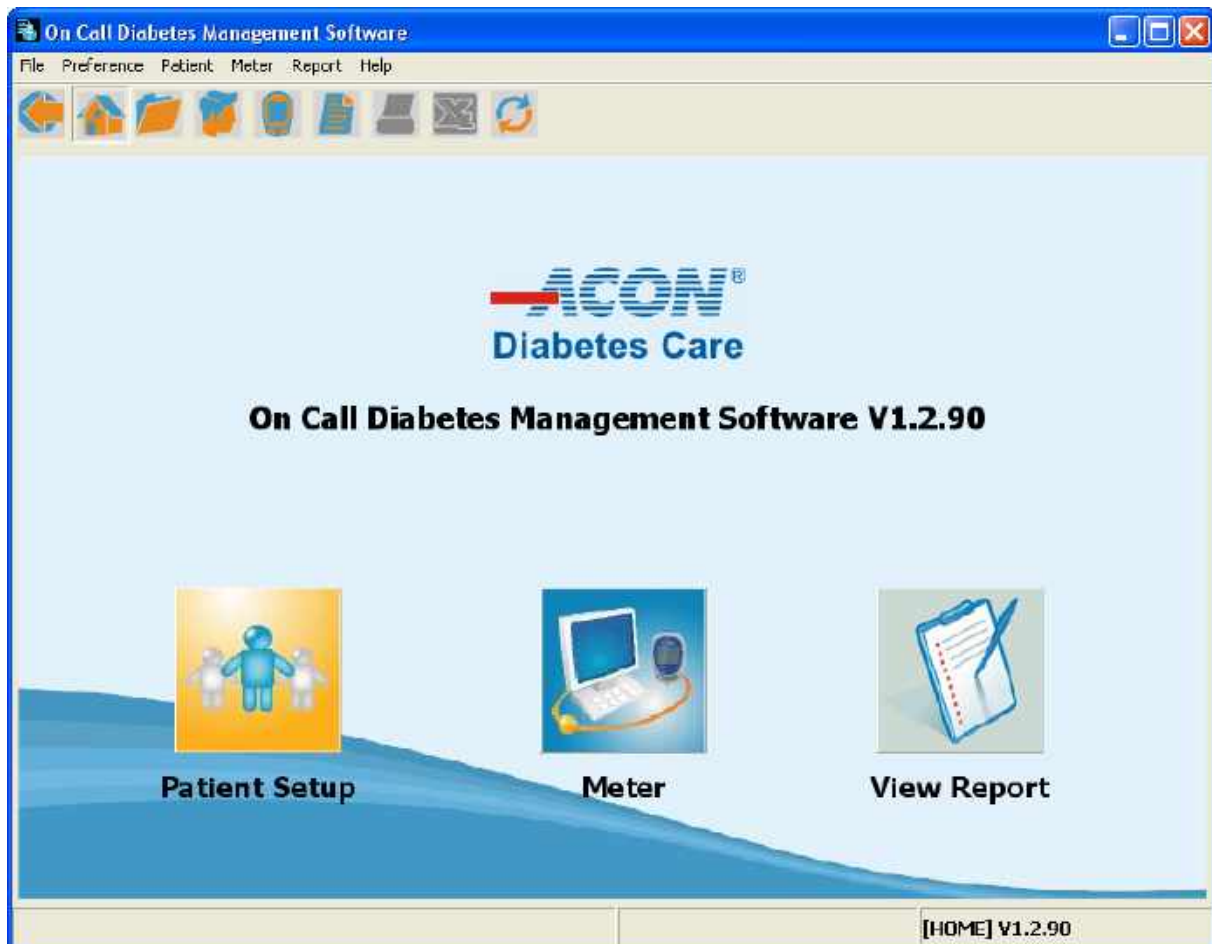 On Call Diabetes Management Software
File Preference Patient Meter Report Help
ACON®
Diabetes Care
On Call Diabetes Management Software V1.2.90
Patient Setup Meter View Report
[HOME] V1.2.90